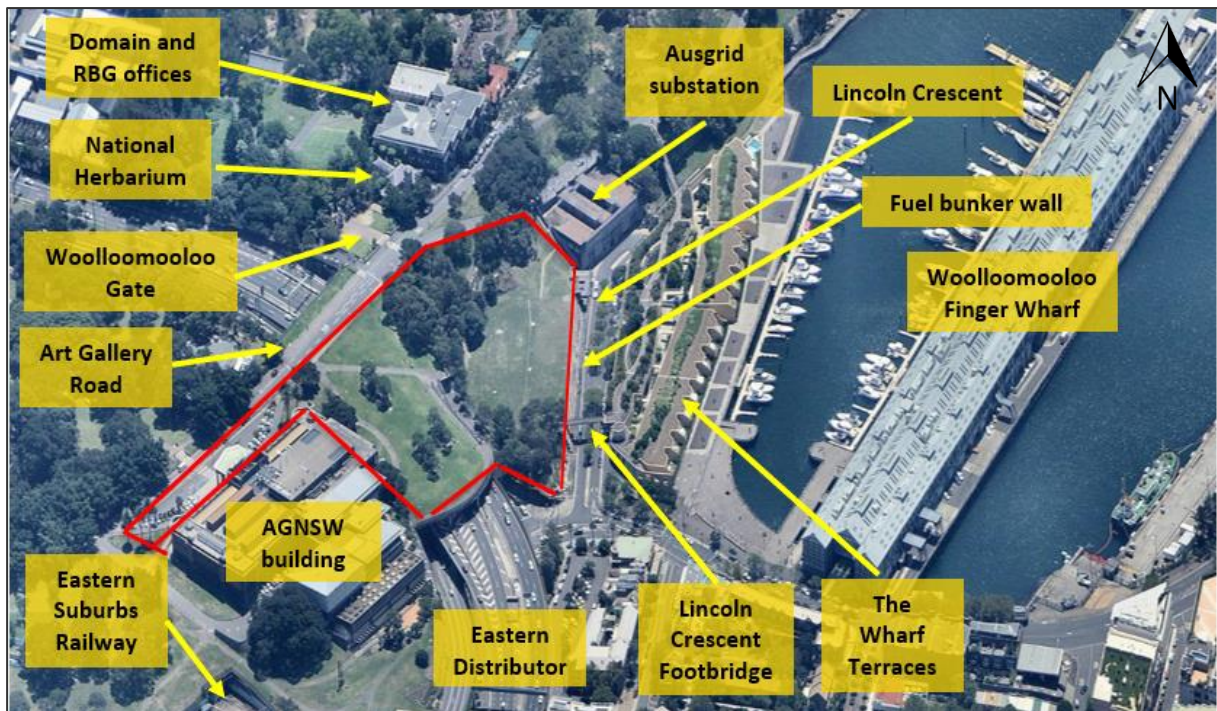 Domain and
RBG offices
Ausgrid
substation
Lincoln Crescent
N
National
Herbarium
Fuel bunker wall
Woolloomooloo
Gate
Woolloomooloo
Finger Wharf
Art Gallery
Road
AGNSW
building
Eastern
Suburbs
Railway
Eastern
Distributor
Lincoln
Crescent
Footbridge
The
Wharf
Terraces